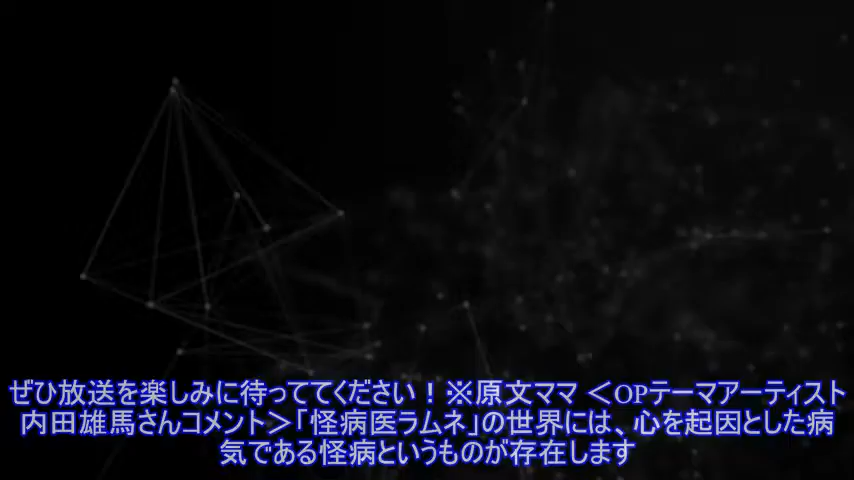 ぜひ放送を楽しみに待っててください！※原文ママ ＜OPテーマアーティスト
内田雄馬さんコメント＞「怪病医ラムネ」の世界には、心を起因とした病
気である怪病というものが存在します